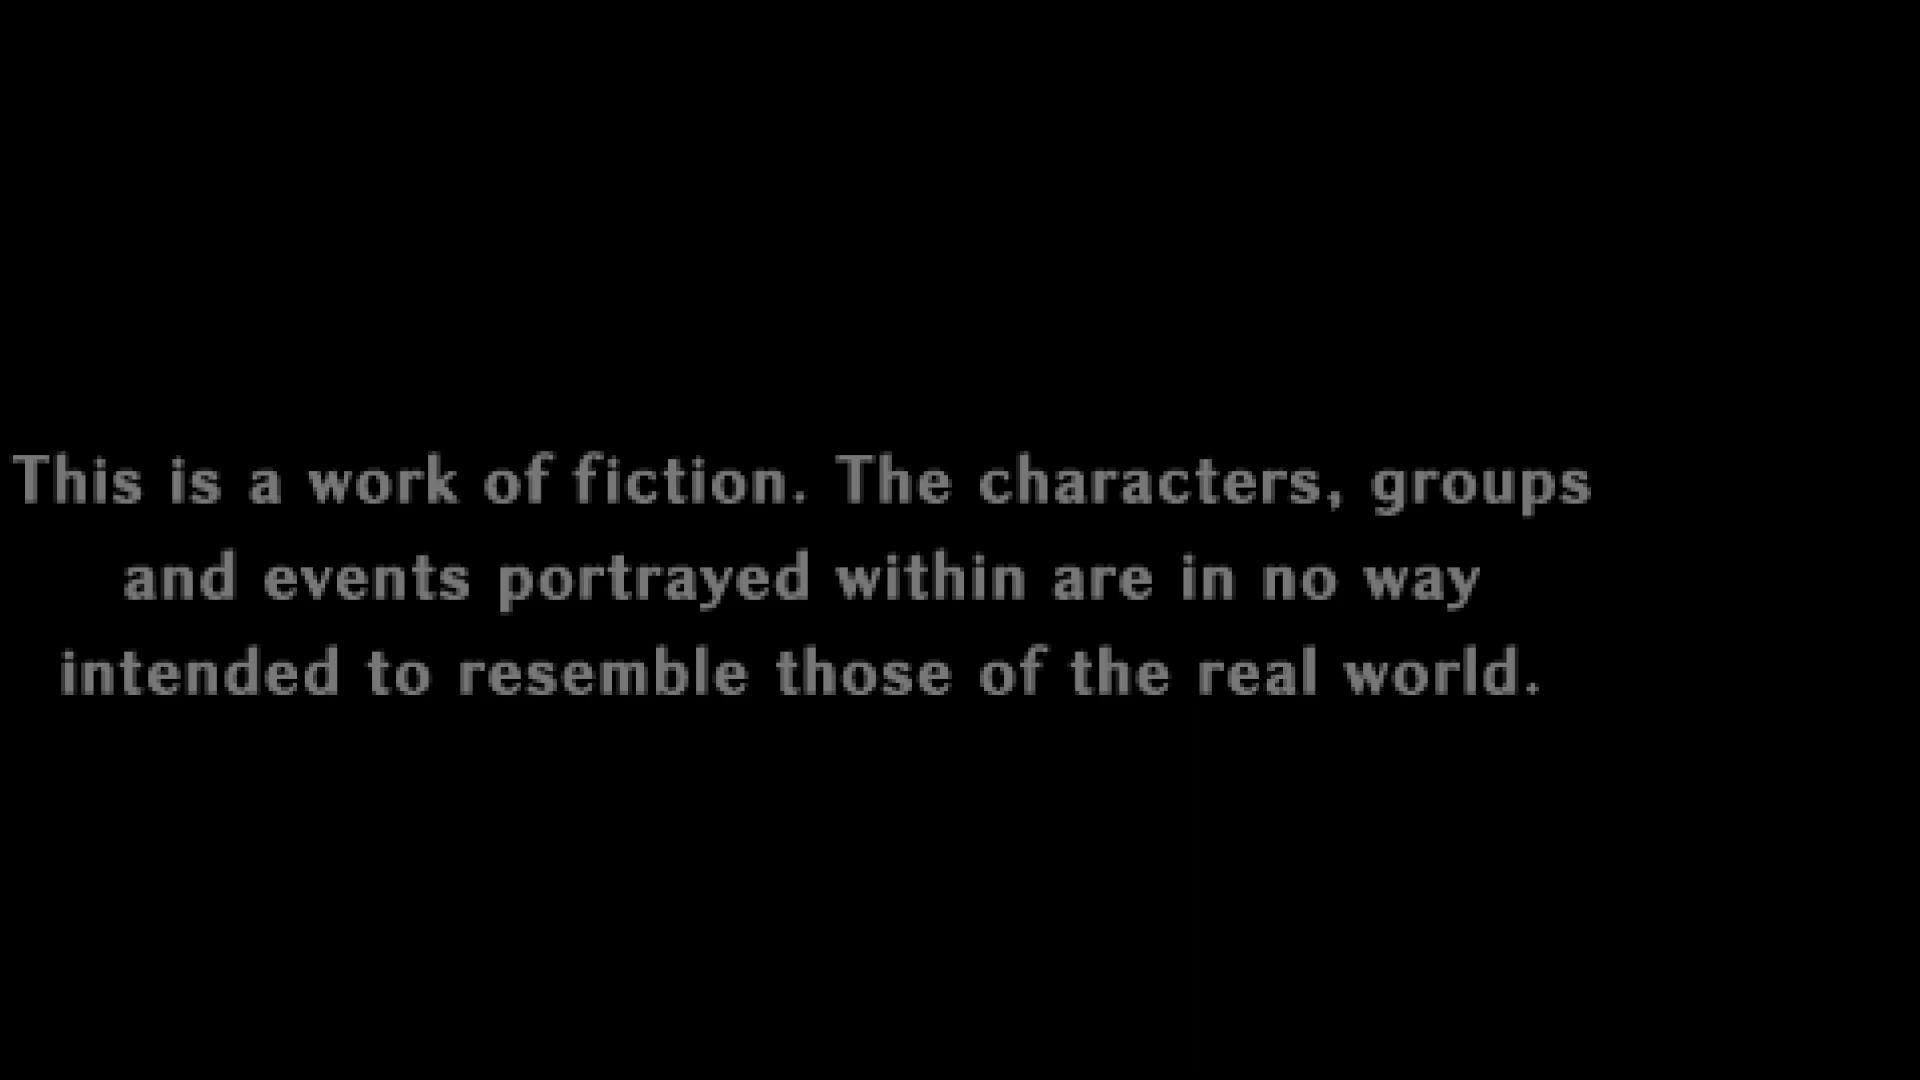 This is a work of fiction. The characters, groups
and events portrayed within are in no way
intended to resemble those of the real world.